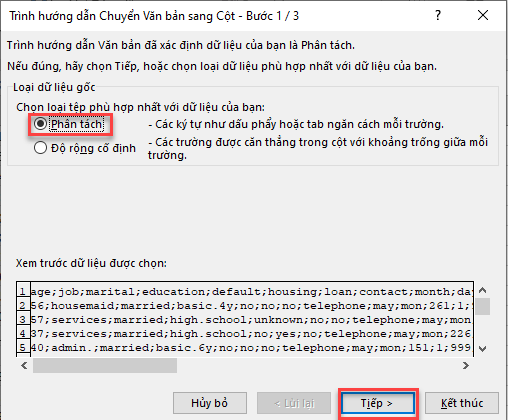 Trình hướng dẫn Chuyển Văn bản sang Cột - Bước 1 / 3
Trình hướng dẫn Văn bản đã xác định dữ liệu của bạn là Phân tách.
Nếu đúng, hãy chọn Tiếp, hoặc chọn loại dữ liệu phù hợp nhất với dữ liệu của bạn.
Loại dữ liệu gốc
Chọn loại tệp phù hợp nhất với dữ liệu của bạn:
Phân tách - Các ký tự như dấu phẩy hoặc tab ngăn cách mỗi trường.
Độ rộng cố định - Các trường được căn thẳng trong cột với khoảng trống giữa mỗi
trường.
Xem trước dữ liệu được chọn:
1 age;job;marital;education;default;housing;loan;contact;month;day
2 56;housemaid;married;basic.4y;no;no;no;telephone;may;mon;261;1;
3 57;services;married;high.school;unknown;no;no;telephone;may;mon
4 37;services;married;high.school;no;yes;no;telephone;may;mon;226
5 40;admin.;married;basic.6y;no;no;no;telephone;may;mon;151;1;999
Hủy bỏ < Lùi lại Tiếp > Kết thúc